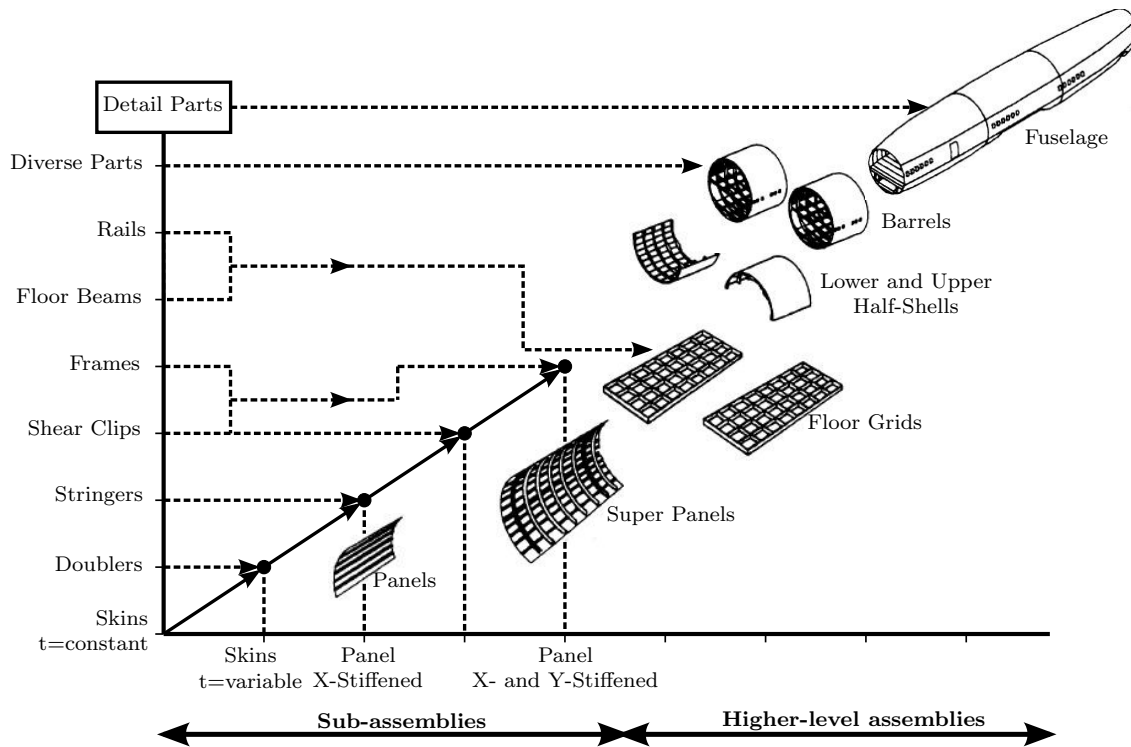 Detail Parts
Fuselage
Diverse Parts
Rails
Barrels
Floor Beams
Lower and Upper
Half-Shells
Frames
Shear Clips
Floor Grids
Stringers
Super Panels
Doublers
Panels
Skins
t=constant
Skins
t=variable
Panel
X-Stiffened
Panel
X- and Y-Stiffened
Sub-assemblies
Higher-level assemblies